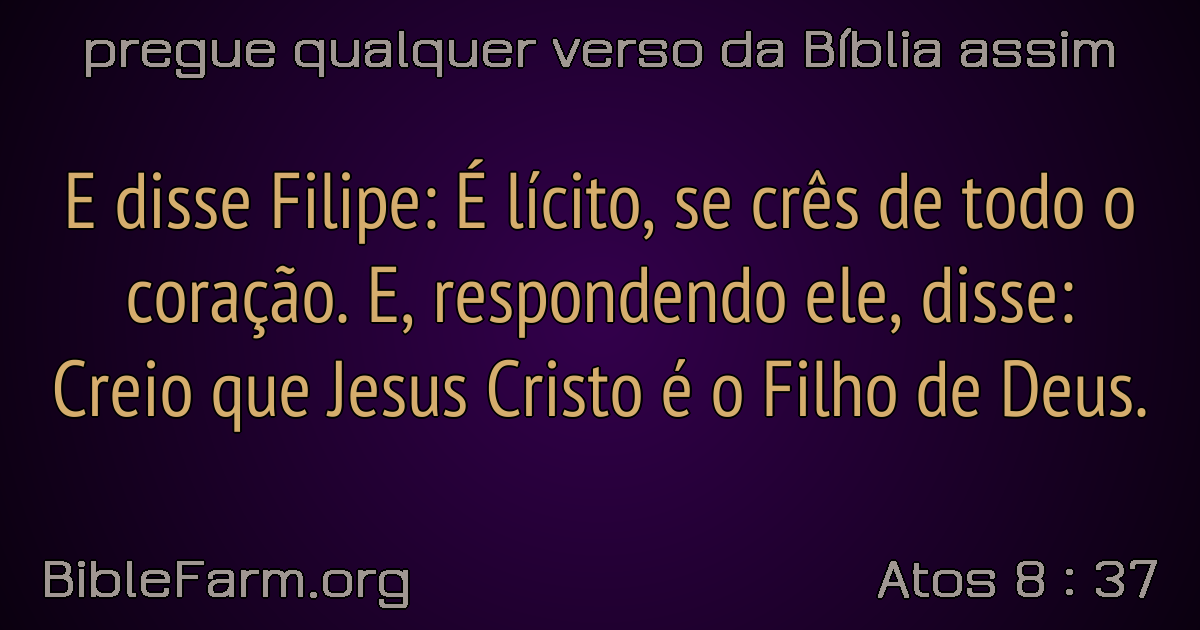 pregue qualquer verso da Bíblia assim
E disse Filipe: É lícito, se crês de todo o
coração. E, respondendo ele, disse:
Creio que Jesus Cristo é o Filho de Deus.
BibleFarm.org
Atos 8 : 37